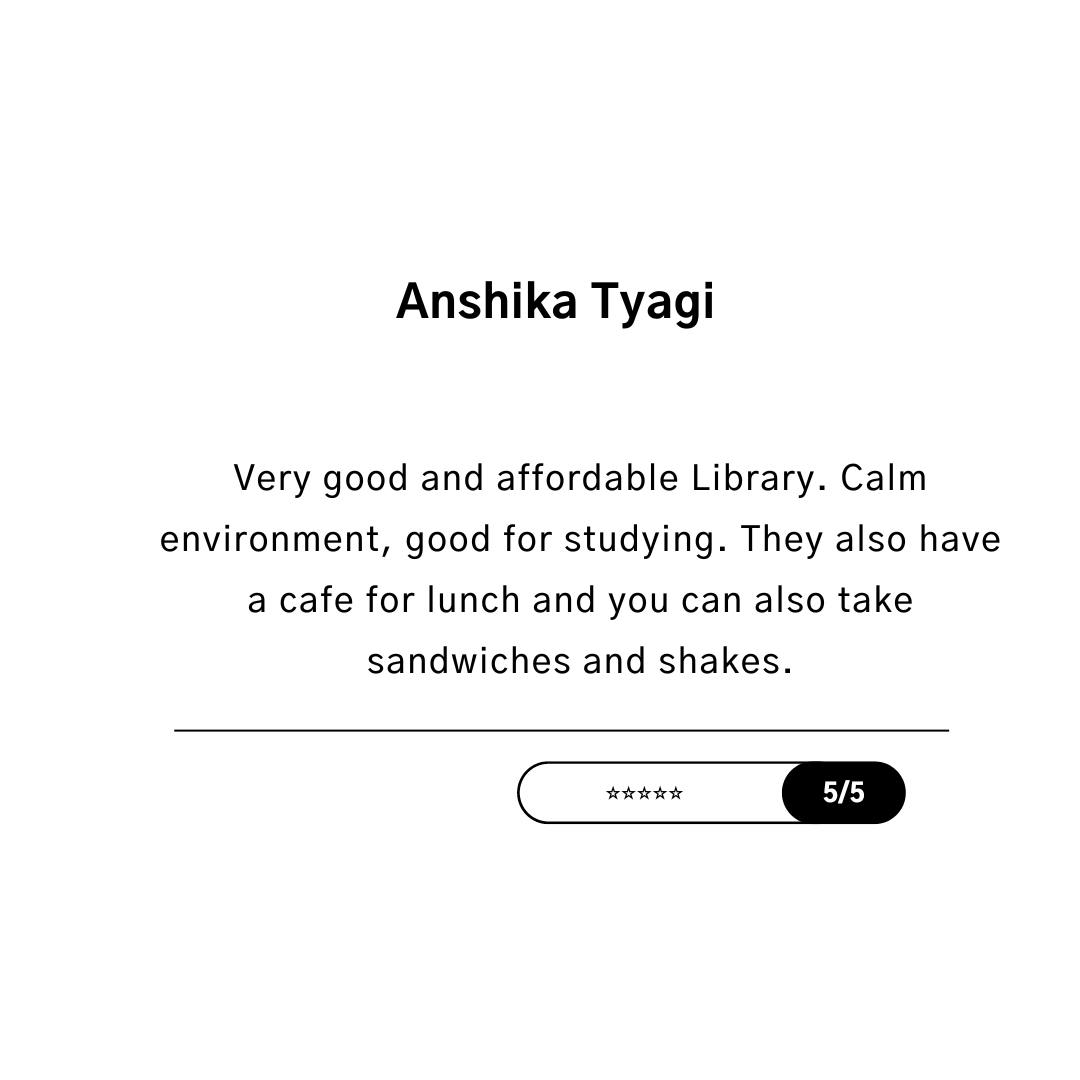 Anshika Tyagi
Very good and affordable Library. Calm
environment, good for studying. They also have
a cafe for lunch and you can also take
sandwiches and shakes.
☆☆☆☆☆ 5/5